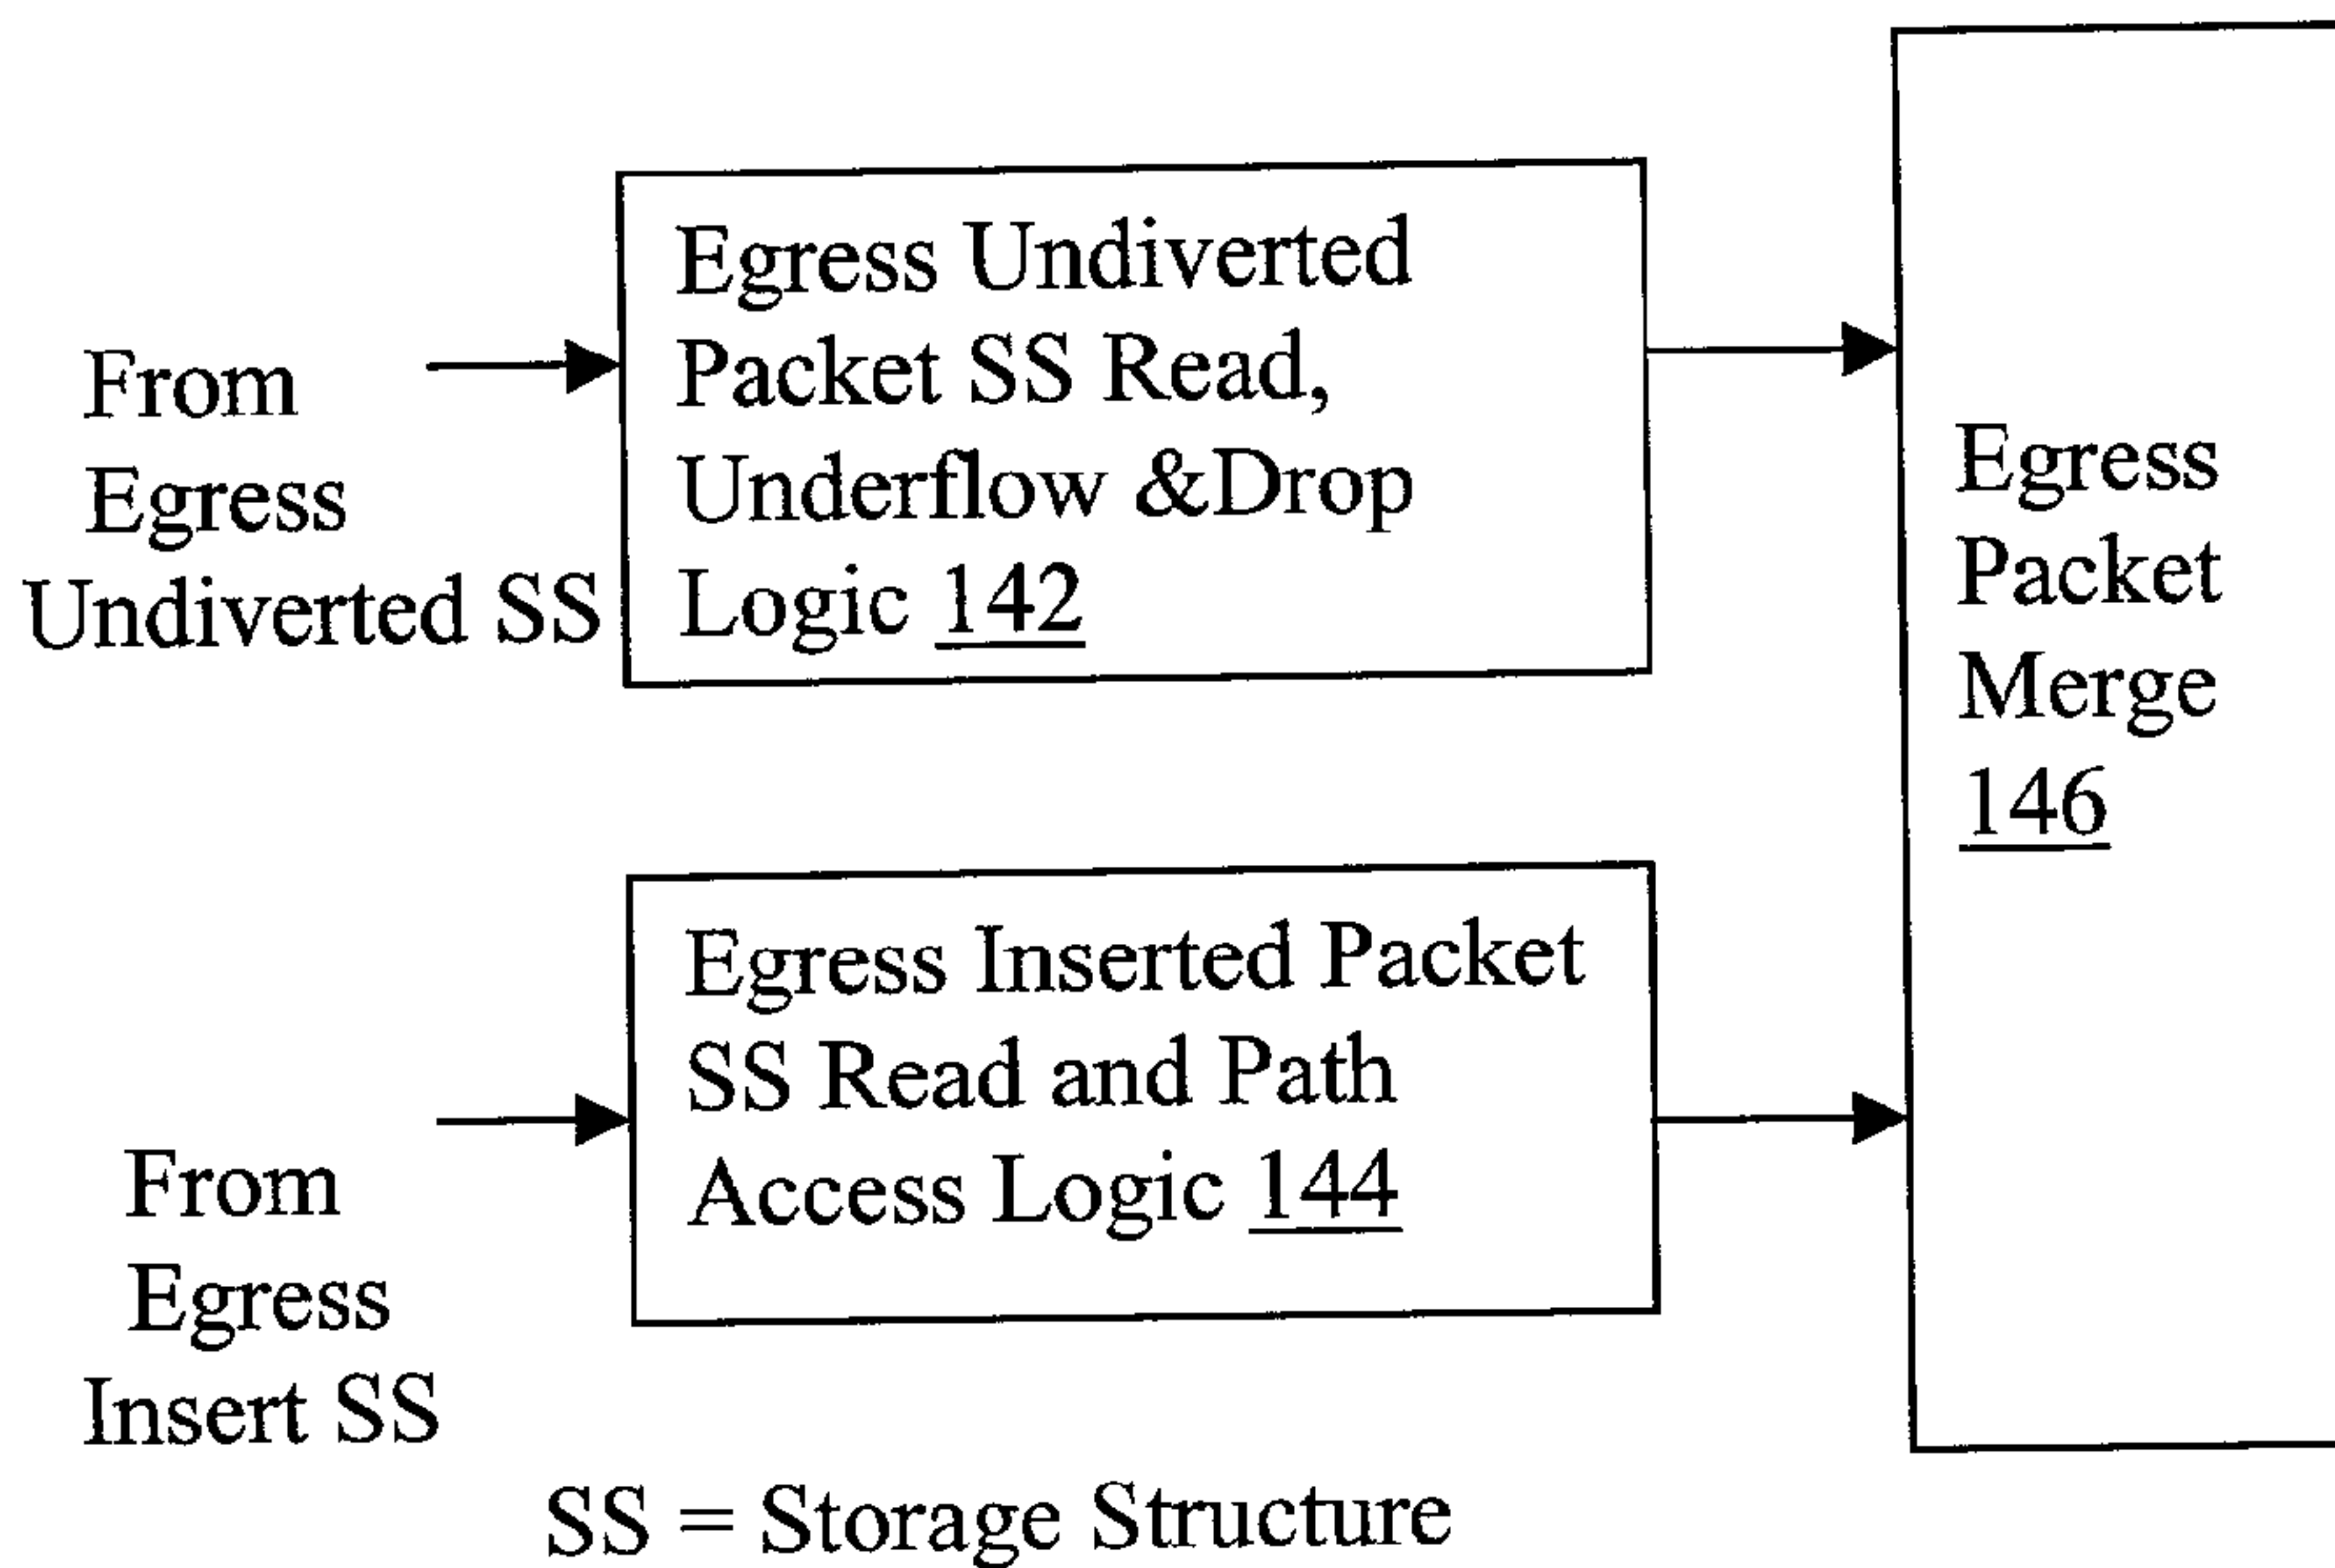 From
Egress
Undiverted SS
Egress Undiverted
Packet SS Read,
Underflow &Drop
Logic 142
Egress
Packet
Merge
146
From
Egress
Insert SS
Egress Inserted Packet
SS Read and Path
Access Logic 144
SS = Storage Structure